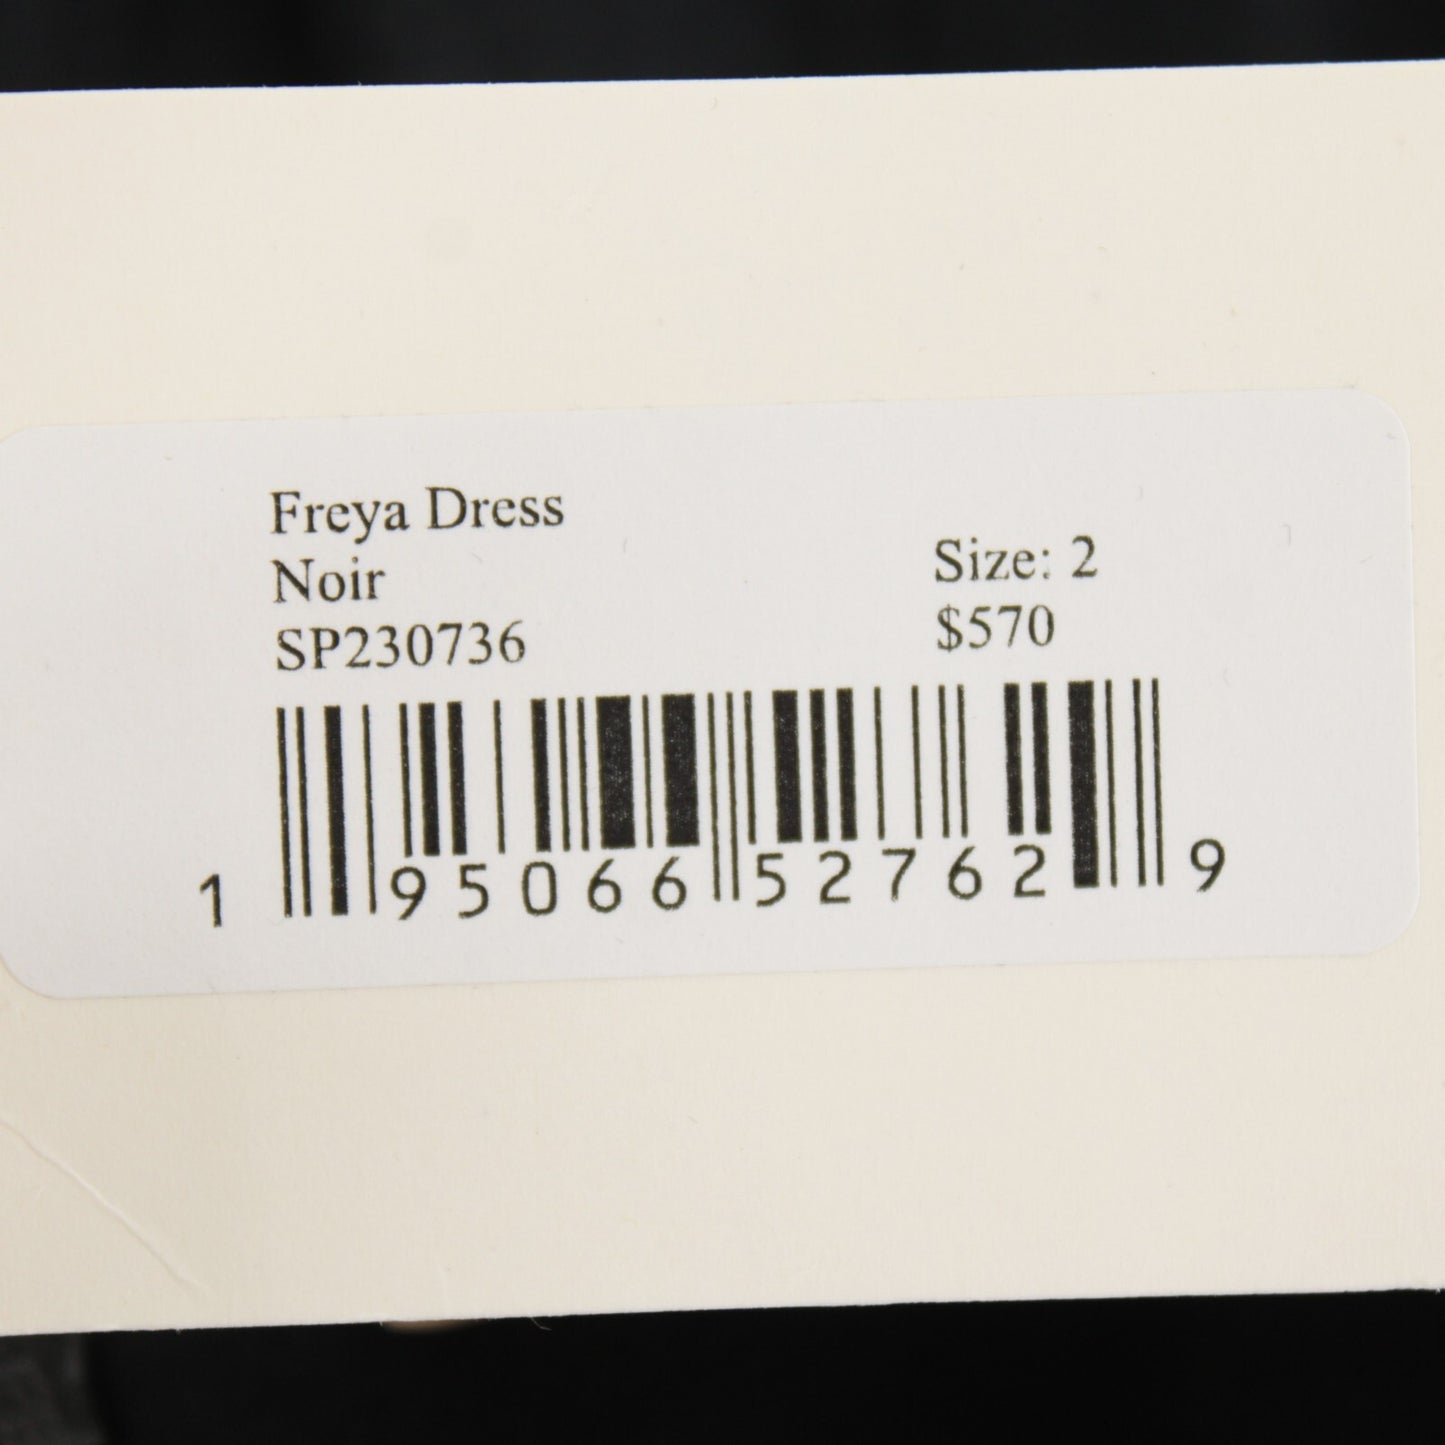 Freya Dress
Noir
Size: 2
SP230736
$570
1 95066 52762 9